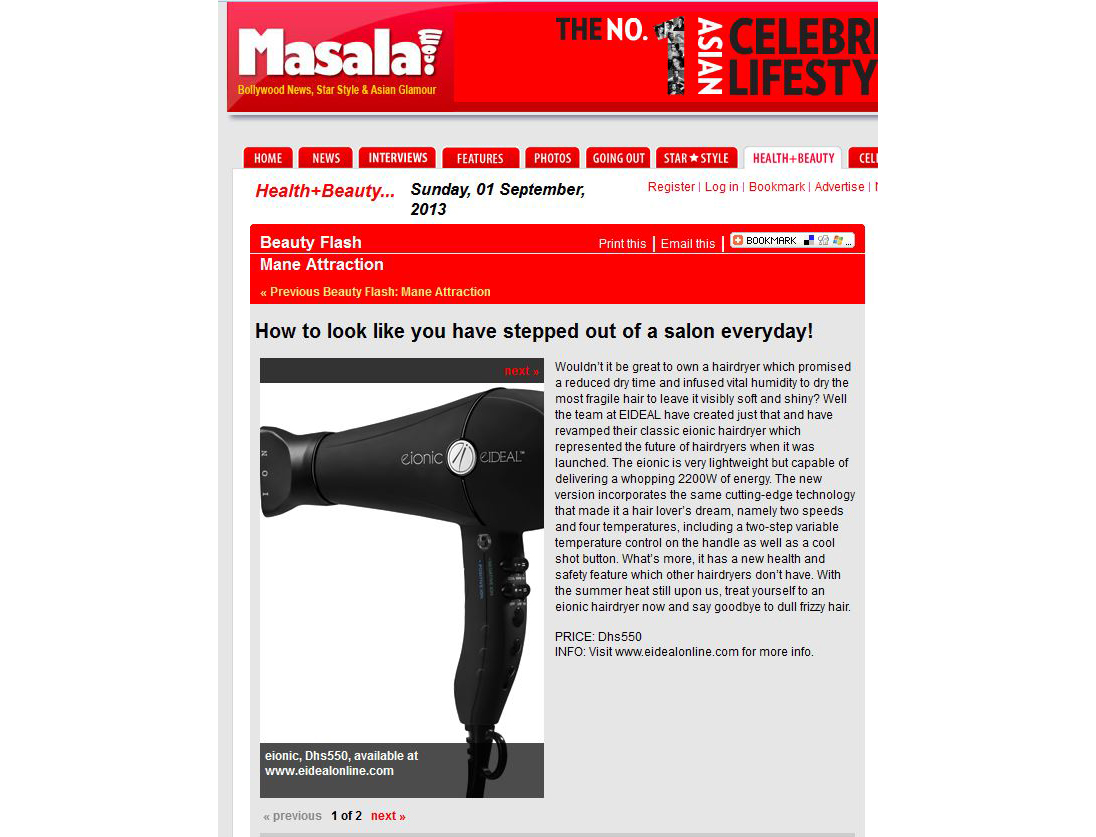 Masala!
.com
Bollywood News, Star Style & Asian Glamour
THE NO. 1 ASIAN CELEBRI
LIFESTY
HOME NEWS INTERVIEWS FEATURES PHOTOS GOING OUT STAR★STYLE HEALTH+BEAUTY CEL
Health+Beauty... Sunday, 01 September,
2013
Register | Log in | Bookmark | Advertise |
Beauty Flash
Print this | Email this | BOOKMARK ...
Mane Attraction
« Previous Beauty Flash: Mane Attraction
How to look like you have stepped out of a salon everyday!
next »
eionic EIDEAL™
NOI
eionic, Dhs550, available at
www.eidealonline.com
Wouldn't it be great to own a hairdryer which promised
a reduced dry time and infused vital humidity to dry the
most fragile hair to leave it visibly soft and shiny? Well
the team at EIDEAL have created just that and have
revamped their classic eionic hairdryer which
represented the future of hairdryers when it was
launched. The eionic is very lightweight but capable of
delivering a whopping 2200W of energy. The new
version incorporates the same cutting-edge technology
that made it a hair lover's dream, namely two speeds
and four temperatures, including a two-step variable
temperature control on the handle as well as a cool
shot button. What's more, it has a new health and
safety feature which other hairdryers don't have. With
the summer heat still upon us, treat yourself to an
eionic hairdryer now and say goodbye to dull frizzy hair.
PRICE: Dhs550
INFO: Visit www.eidealonline.com for more info.
« previous 1 of 2 next »